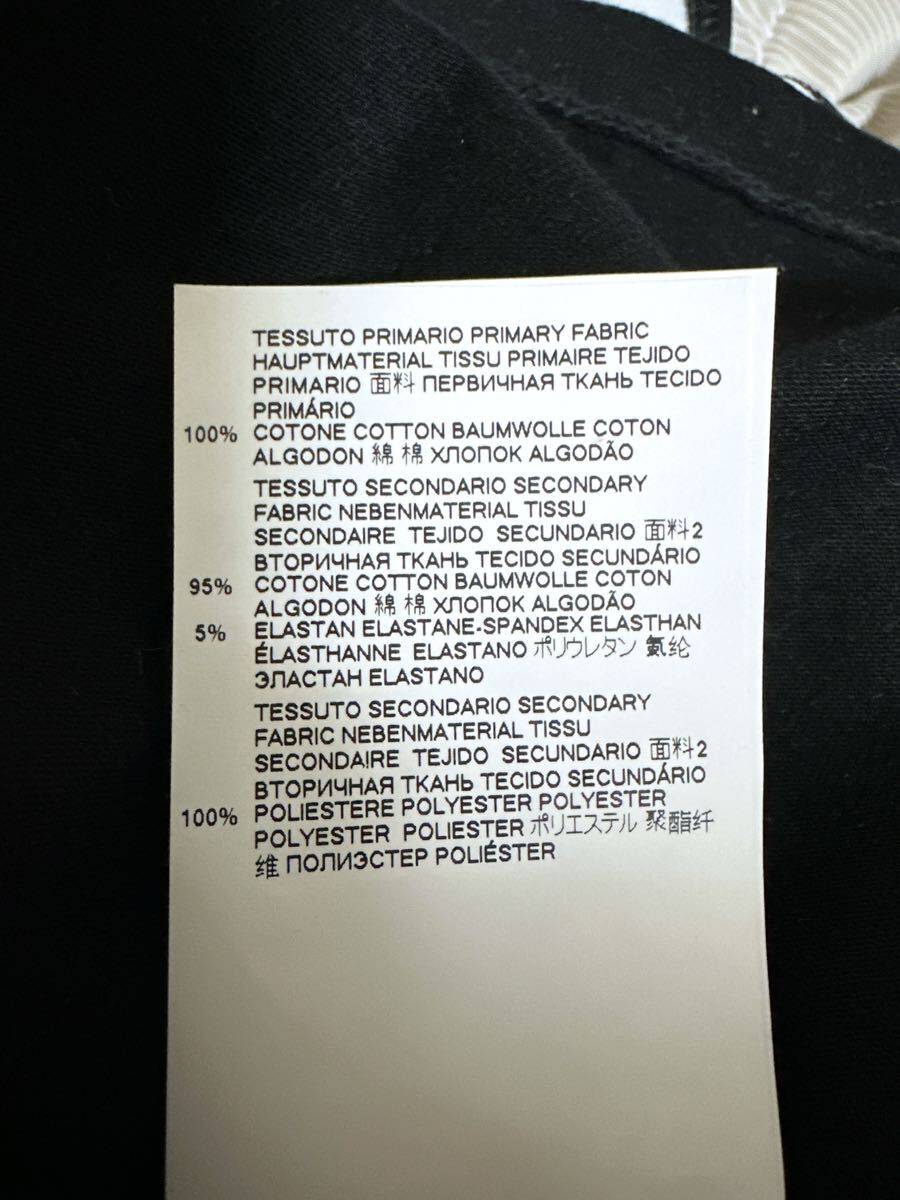 TESSUTO PRIMARIO PRIMARY FABRIC
HAUPTMATERIAL TISSU PRIMAIRE TEJIDO
PRIMARIO 面料 ПЕРВИЧНАЯ ТКАНЬ TECIDO
PRIMÁRIO
100% COTONE COTTON BAUMWOLLE COTON
ALGODON 綿 棉 ХЛОПОК ALGODÃO
TESSUTO SECONDARIO SECONDARY
FABRIC NEBENMATERIAL TISSU
SECONDAIRE TEJIDO SECUNDARIO 面料2
ВТОРИЧНАЯ ТКАНЬ TECIDO SECUNDÁRIO
95% COTONE COTTON BAUMWOLLE COTON
ALGODON 綿 棉 ХЛОПОК ALGODÃO
5% ELASTAN ELASTANE-SPANDEX ELASTHAN
ÉLASTHANNE ELASTANO ポリウレタン 氨纶
ЭЛАСТАН ELASTANO
TESSUTO SECONDARIO SECONDARY
FABRIC NEBENMATERIAL TISSU
SECONDAIRE TEJIDO SECUNDARIO 面料2
ВТОРИЧНАЯ ТКАНЬ TECIDO SECUNDÁRIO
100% POLIESTERE POLYESTER POLYESTER
POLYESTER POLIESTER ポリエステル 聚酯纤
维 ПОЛИЭСТЕР POLIÉSTER